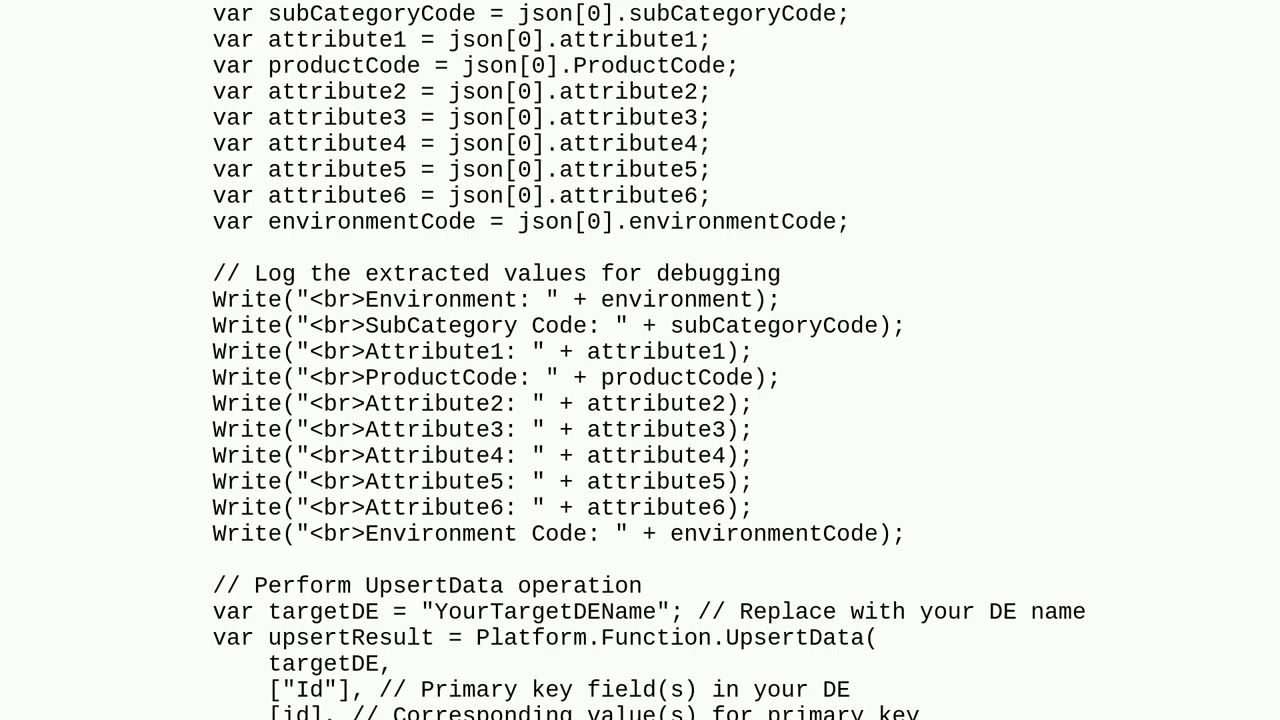 var subCategoryCode = json[0].subCategoryCode;
var attribute1 = json[0].attribute1;
var productCode = json[0].ProductCode;
var attribute2 = json[0].attribute2;
var attribute3 = json[0].attribute3;
var attribute4 = json[0].attribute4;
var attribute5 = json[0].attribute5;
var attribute6 = json[0].attribute6;
var environmentCode = json[0].environmentCode;
// Log the extracted values for debugging
Write("<br>Environment: " + environment);
Write("<br>SubCategory Code: " + subCategoryCode);
Write("<br>Attribute1: " + attribute1);
Write("<br>ProductCode: " + productCode);
Write("<br>Attribute2: " + attribute2);
Write("<br>Attribute3: " + attribute3);
Write("<br>Attribute4: " + attribute4);
Write("<br>Attribute5: " + attribute5);
Write("<br>Attribute6: " + attribute6);
Write("<br>Environment Code: " + environmentCode);
// Perform UpsertData operation
var targetDE = "YourTargetDEName"; // Replace with your DE name
var upsertResult = Platform.Function.UpsertData(
targetDE,
["Id"], // Primary key field(s) in your DE
[id], // Corresponding value(s) for primary key